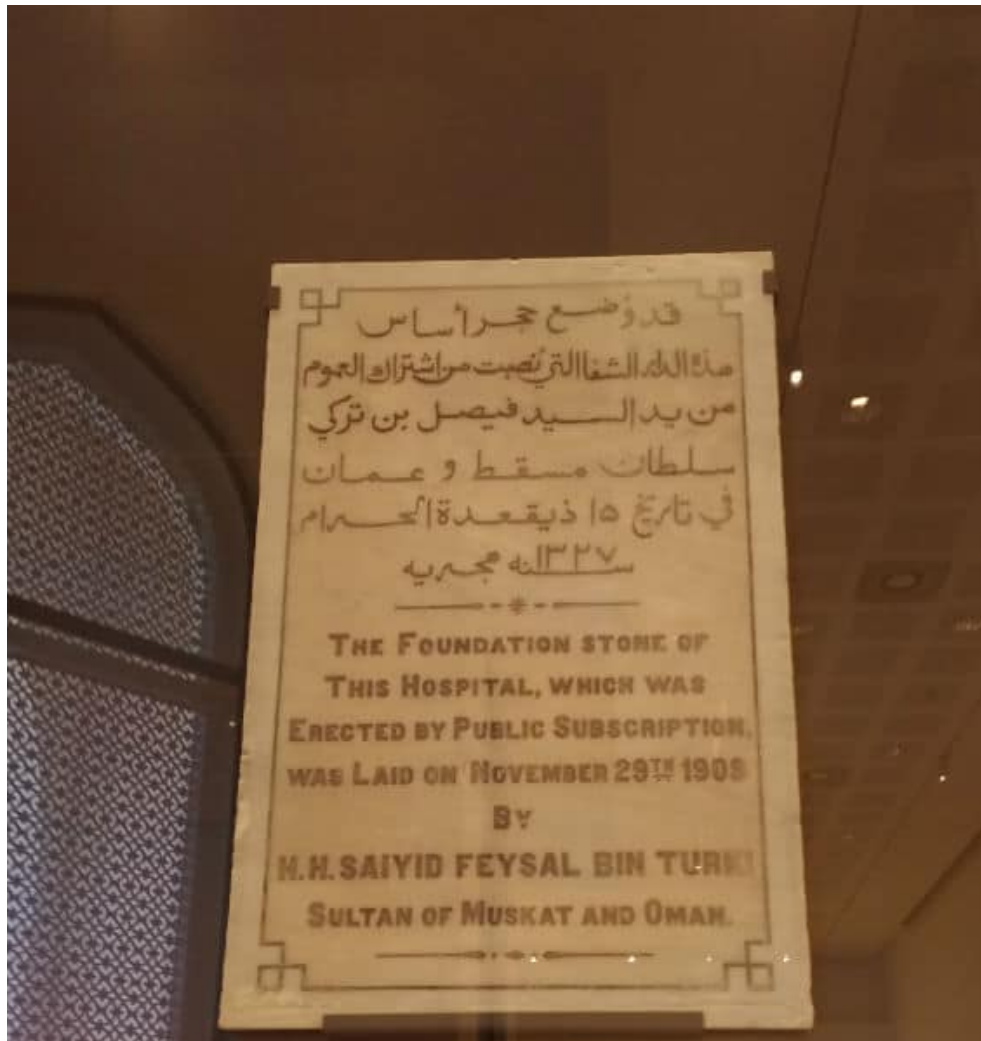 قد وُضع حجر أساس
هذه الدار الشفا التي نُصبت من اشتراك العموم
من يد السيد فيصل بن تركي
سلطان مسقط و عمان
في تاريخ ١٥ ذيقعدة الحرام
سنه ١٣٢٧ هجريه
THE FOUNDATION STONE OF
THIS HOSPITAL, WHICH WAS
ERECTED BY PUBLIC SUBSCRIPTION,
WAS LAID ON NOVEMBER 29TH 1909
BY
H.H. SAIYID FEYSAL BIN TURKI
SULTAN OF MUSKAT AND OMAN.